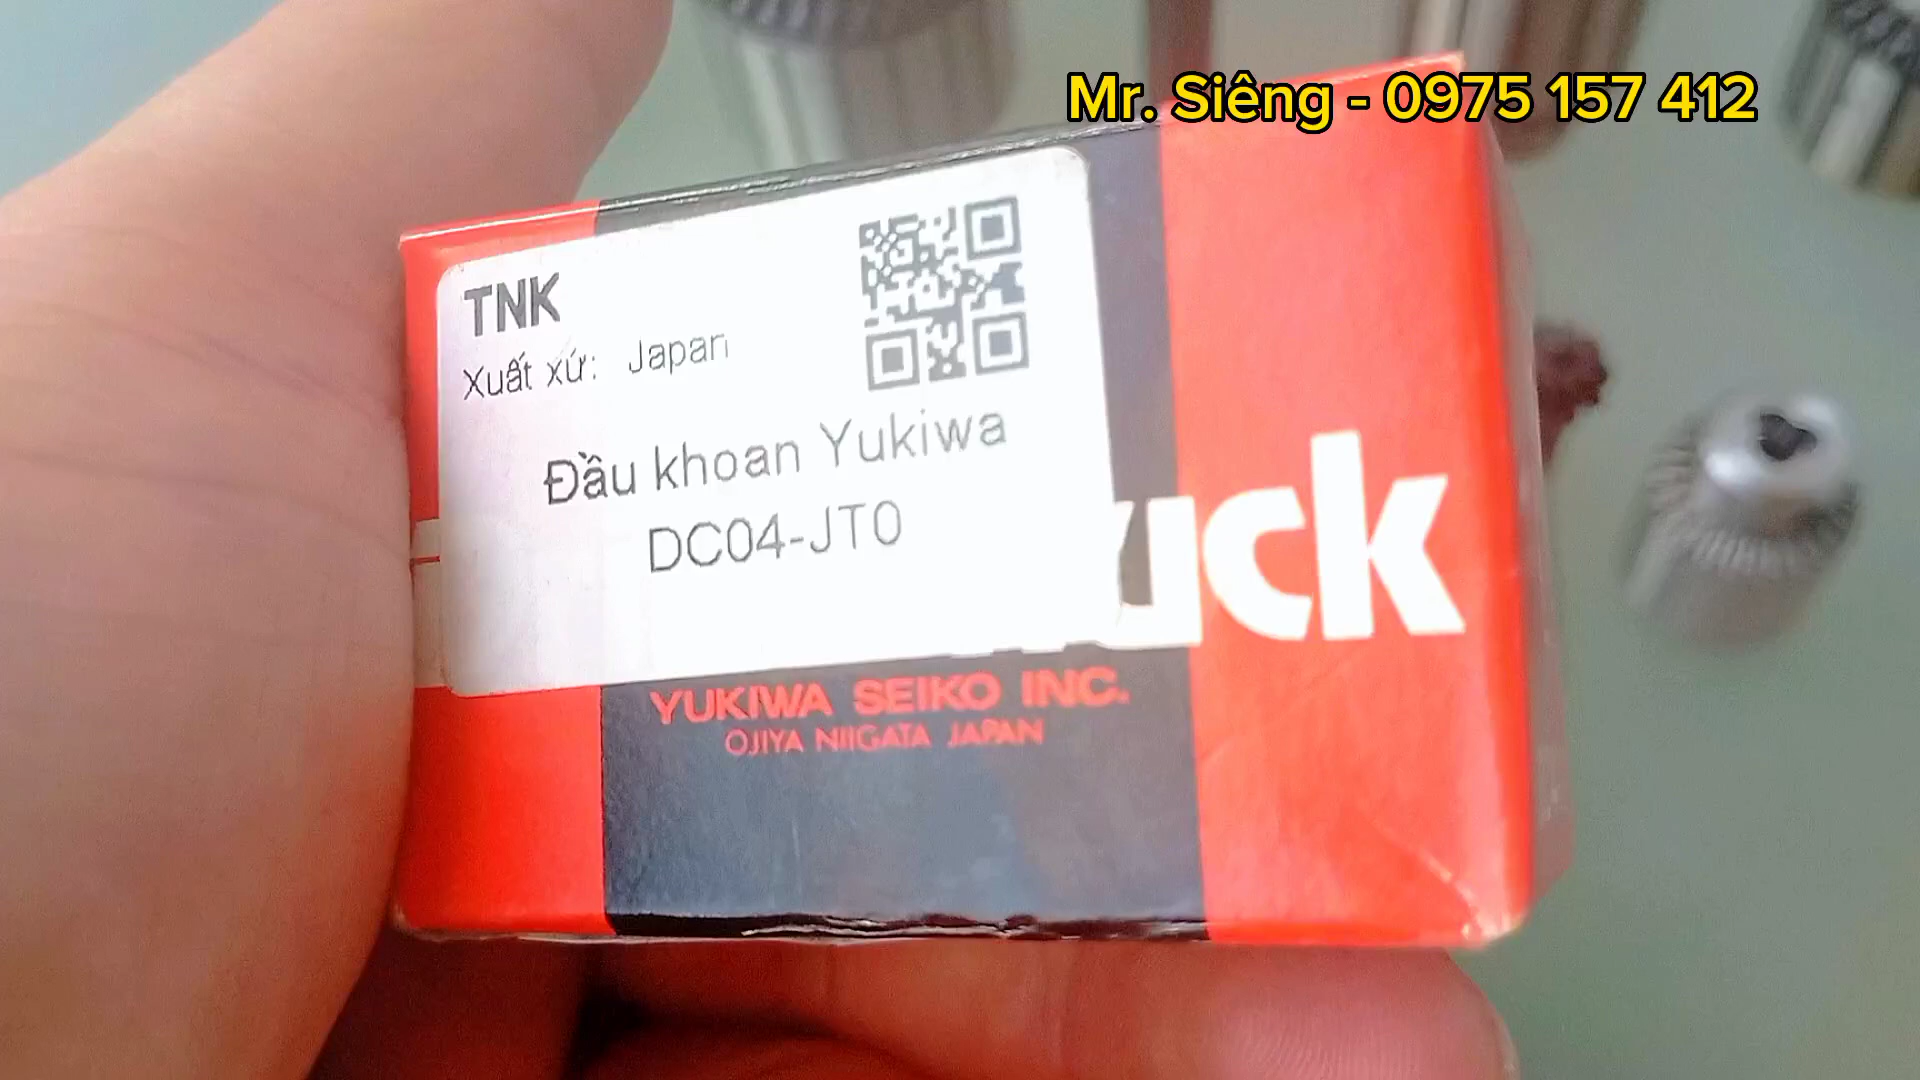 Mr. Siêng - 0975 157 412
TNK
Xuất xứ: Japan
Đầu khoan Yukiwa
DC04-JT0
uck
YUKIWA SEIKO INC.
OJIYA NIIGATA JAPAN